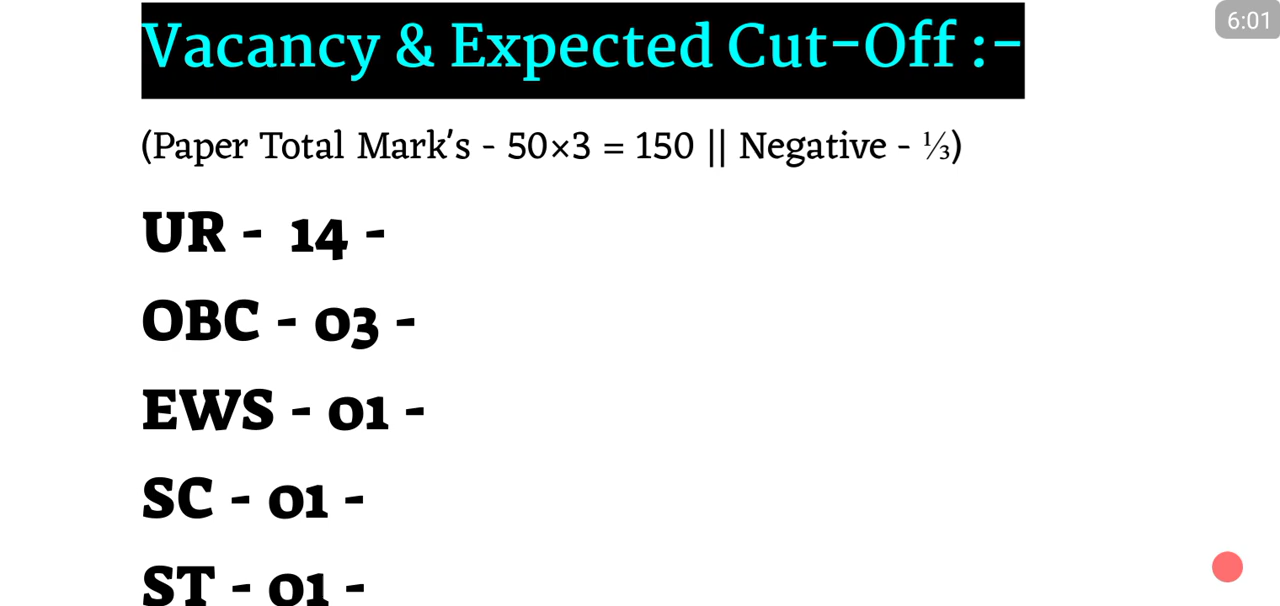 6:01
Vacancy & Expected Cut-Off :-
(Paper Total Mark's - 50×3 = 150 || Negative - ⅓)
UR - 14 -
OBC - 03 -
EWS - 01 -
SC - 01 -
ST - 01 -